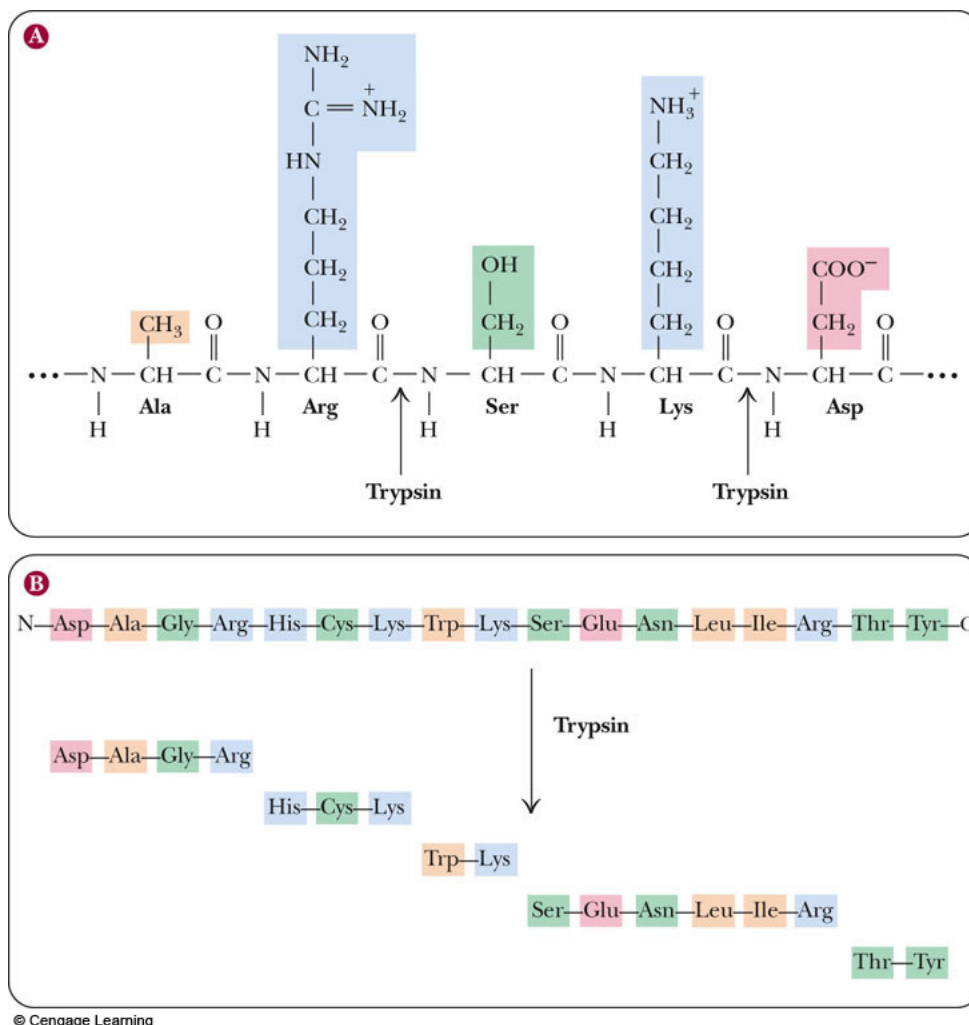 A
NH₂
+
C = NH₂
NH₃⁺
HN
CH₂
CH₂
CH₂
OH
COO⁻
CH₂
CH₂
CH₃
O
CH₂
O
CH₂
O
CH₂
O
CH₂
O
··· — N — CH — C — N — CH — C — N — CH — C — N — CH — C — N — CH — C — ···
Ala
Arg
Ser
Lys
Asp
H
H
H
H
H
Trypsin
Trypsin
B
N—Asp—Ala—Gly—Arg—His—Cys—Lys—Trp—Lys—Ser—Glu—Asn—Leu—Ile—Arg—Thr—Tyr—C
Trypsin
Asp—Ala—Gly—Arg
His—Cys—Lys
Trp—Lys
Ser—Glu—Asn—Leu—Ile—Arg
Thr—Tyr
© Cengage Learning